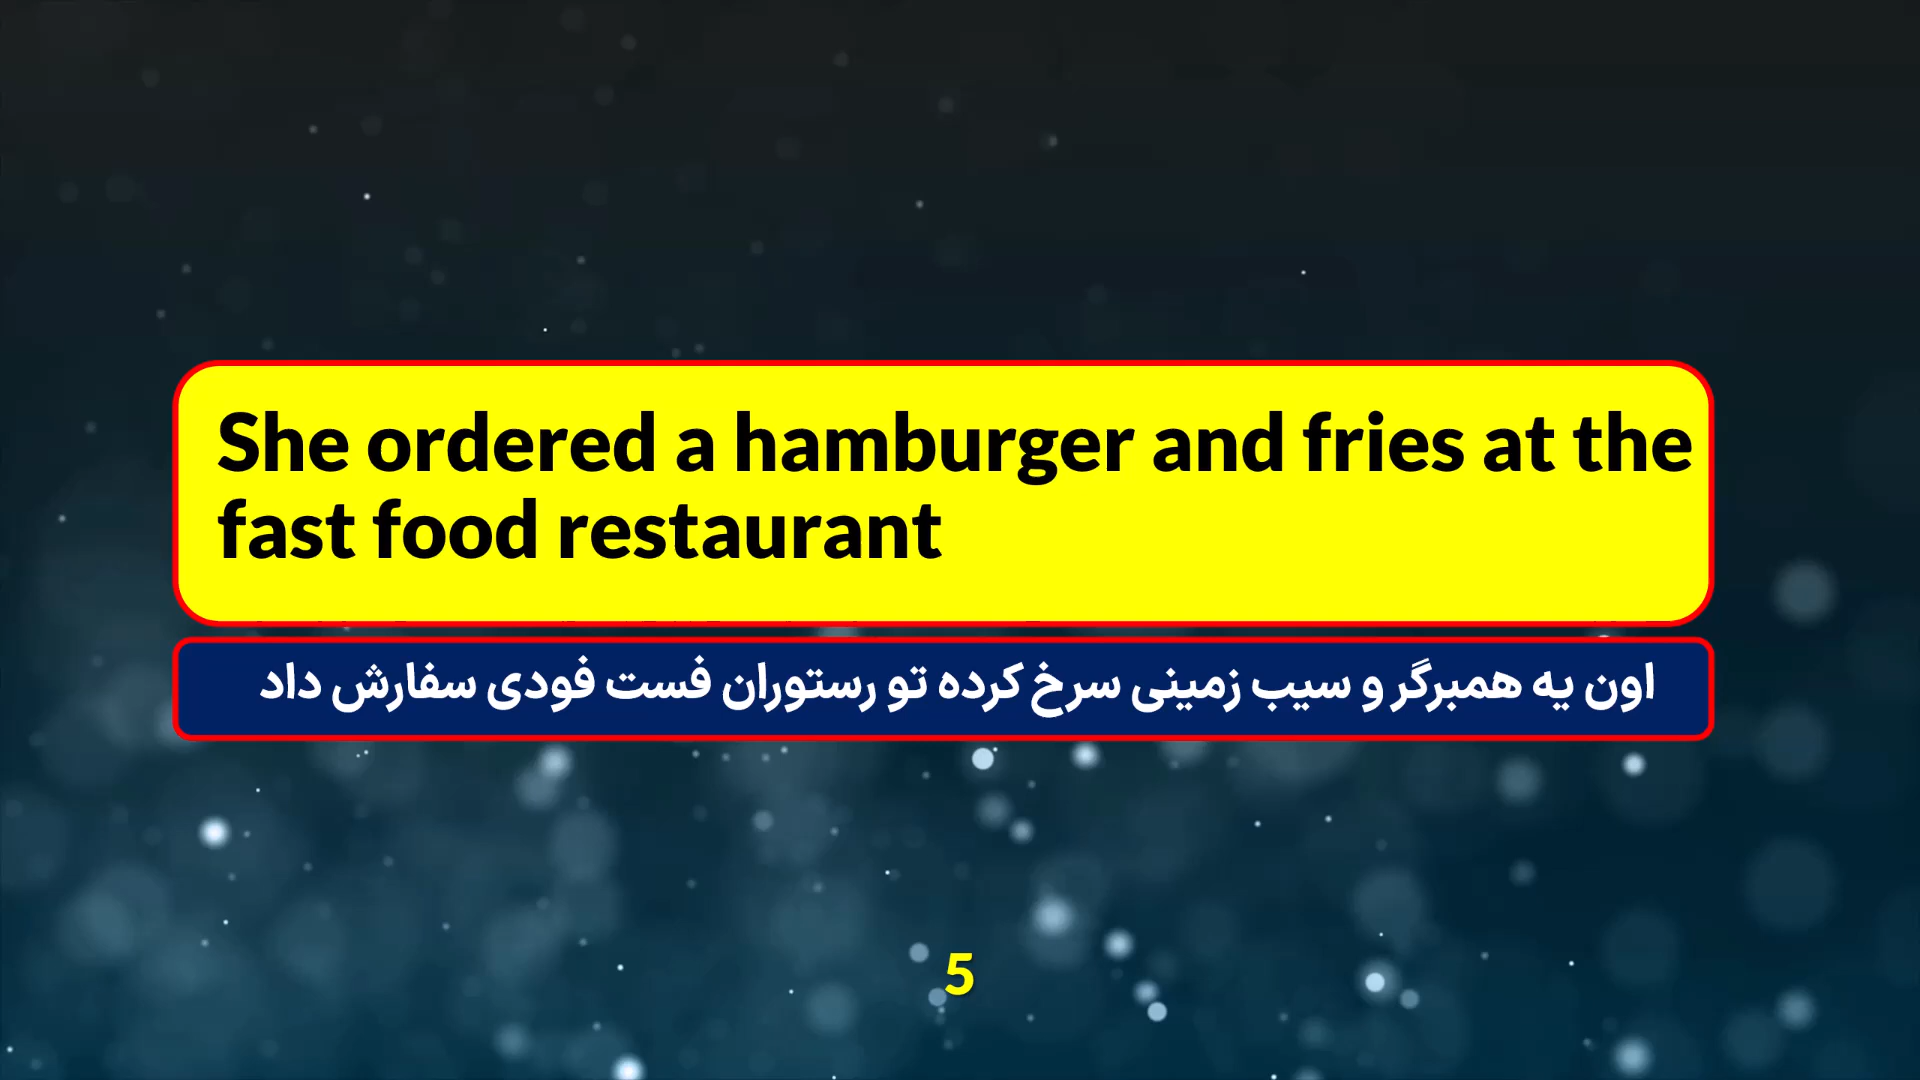 She ordered a hamburger and fries at the
fast food restaurant
اون یه همبرگر و سیب زمینی سرخ کرده تو رستوران فست فودی سفارش داد
5